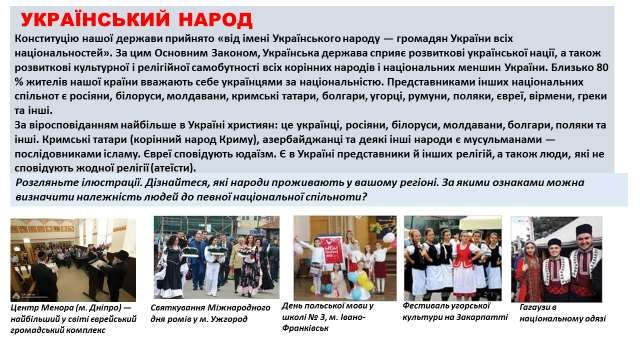 УКРАЇНСЬКИЙ НАРОД
Конституцію нашої держави прийнято «від імені Українського народу — громадян України всіх
національностей». За цим Основним Законом, Українська держава сприяє розвиткові української нації, а також
розвиткові культурної і релігійної самобутності всіх корінних народів і національних меншин України. Близько 80
% жителів нашої країни вважають себе українцями за національністю. Представниками інших національних
спільнот є росіяни, білоруси, молдавани, кримські татари, болгари, угорці, румуни, поляки, євреї, вірмени, греки
та інші.
За віросповіданням найбільше в Україні християн: це українці, росіяни, білоруси, молдавани, болгари, поляки та
інші. Кримські татари (корінний народ Криму), азербайджанці та деякі інші народи є мусульманами —
послідовниками ісламу. Євреї сповідують юдаїзм. Є в Україні представники й інших релігій, а також люди, які не
сповідують жодної релігії (атеїсти).
Розгляньте ілюстрації. Дізнайтеся, які народи проживають у вашому регіоні. За якими ознаками можна
визначити належність людей до певної національної спільноти?
Центр Менора (м. Дніпро) —
найбільший у світі єврейський
громадський комплекс
Святкування Міжнародного
дня ромів у м. Ужгород
День польської мови у
школі № 3, м. Івано-
Франківськ
Фестиваль угорської
культури на Закарпатті
Гагаузи в
національному одязі